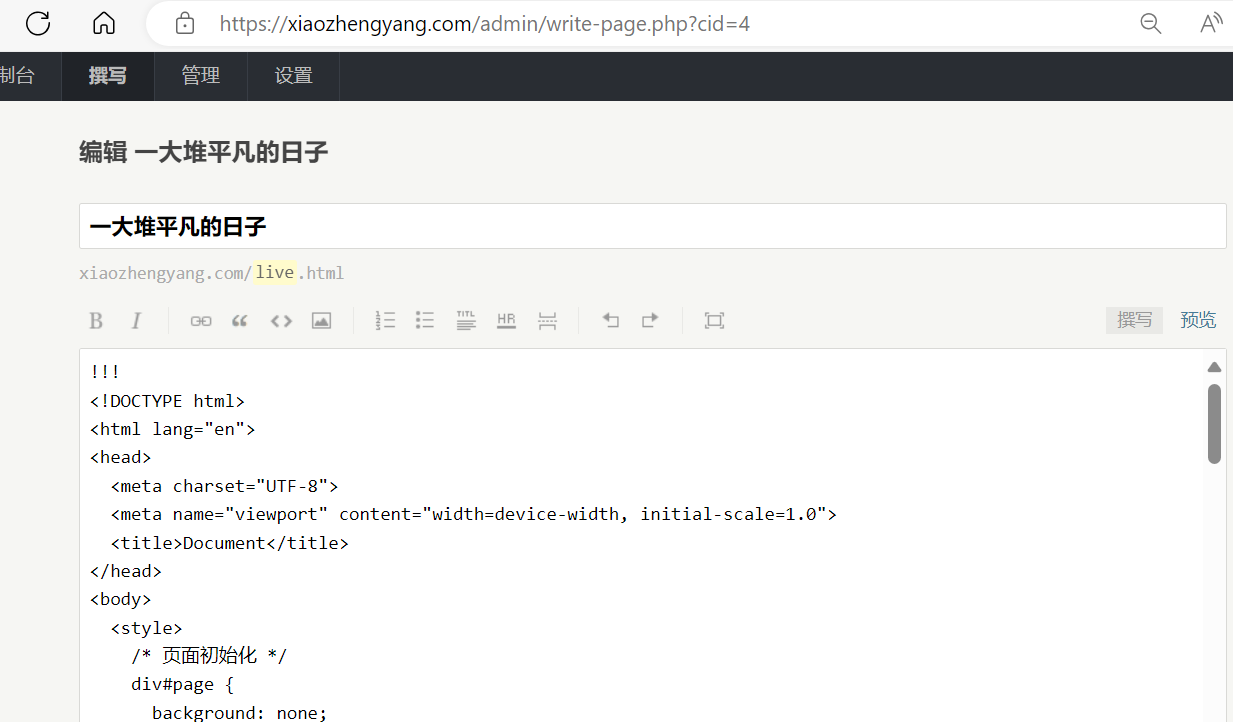 https://xiaozhengyang.com/admin/write-page.php?cid=4
制台 撰写 管理 设置
编辑 一大堆平凡的日子
一大堆平凡的日子
xiaozhengyang.com/live.html
B I TITL HR 撰写 预览
!!!
<!DOCTYPE html>
<html lang="en">
<head>
<meta charset="UTF-8">
<meta name="viewport" content="width=device-width, initial-scale=1.0">
<title>Document</title>
</head>
<body>
<style>
/* 页面初始化 */
div#page {
background: none;